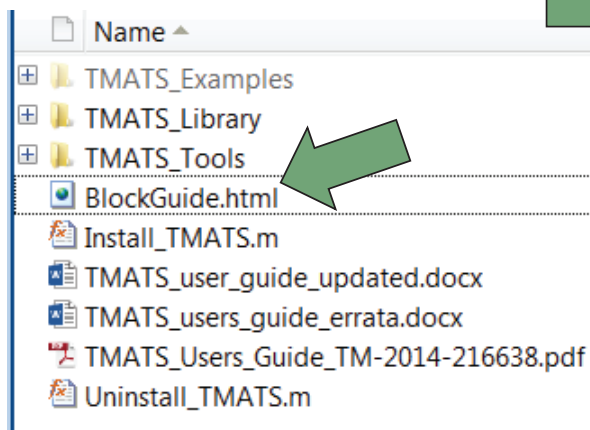 Name
TMATS_Examples
TMATS_Library
TMATS_Tools
BlockGuide.html
Install_TMATS.m
TMATS_user_guide_updated.docx
TMATS_users_guide_errata.docx
TMATS_Users_Guide_TM-2014-216638.pdf
Uninstall_TMATS.m